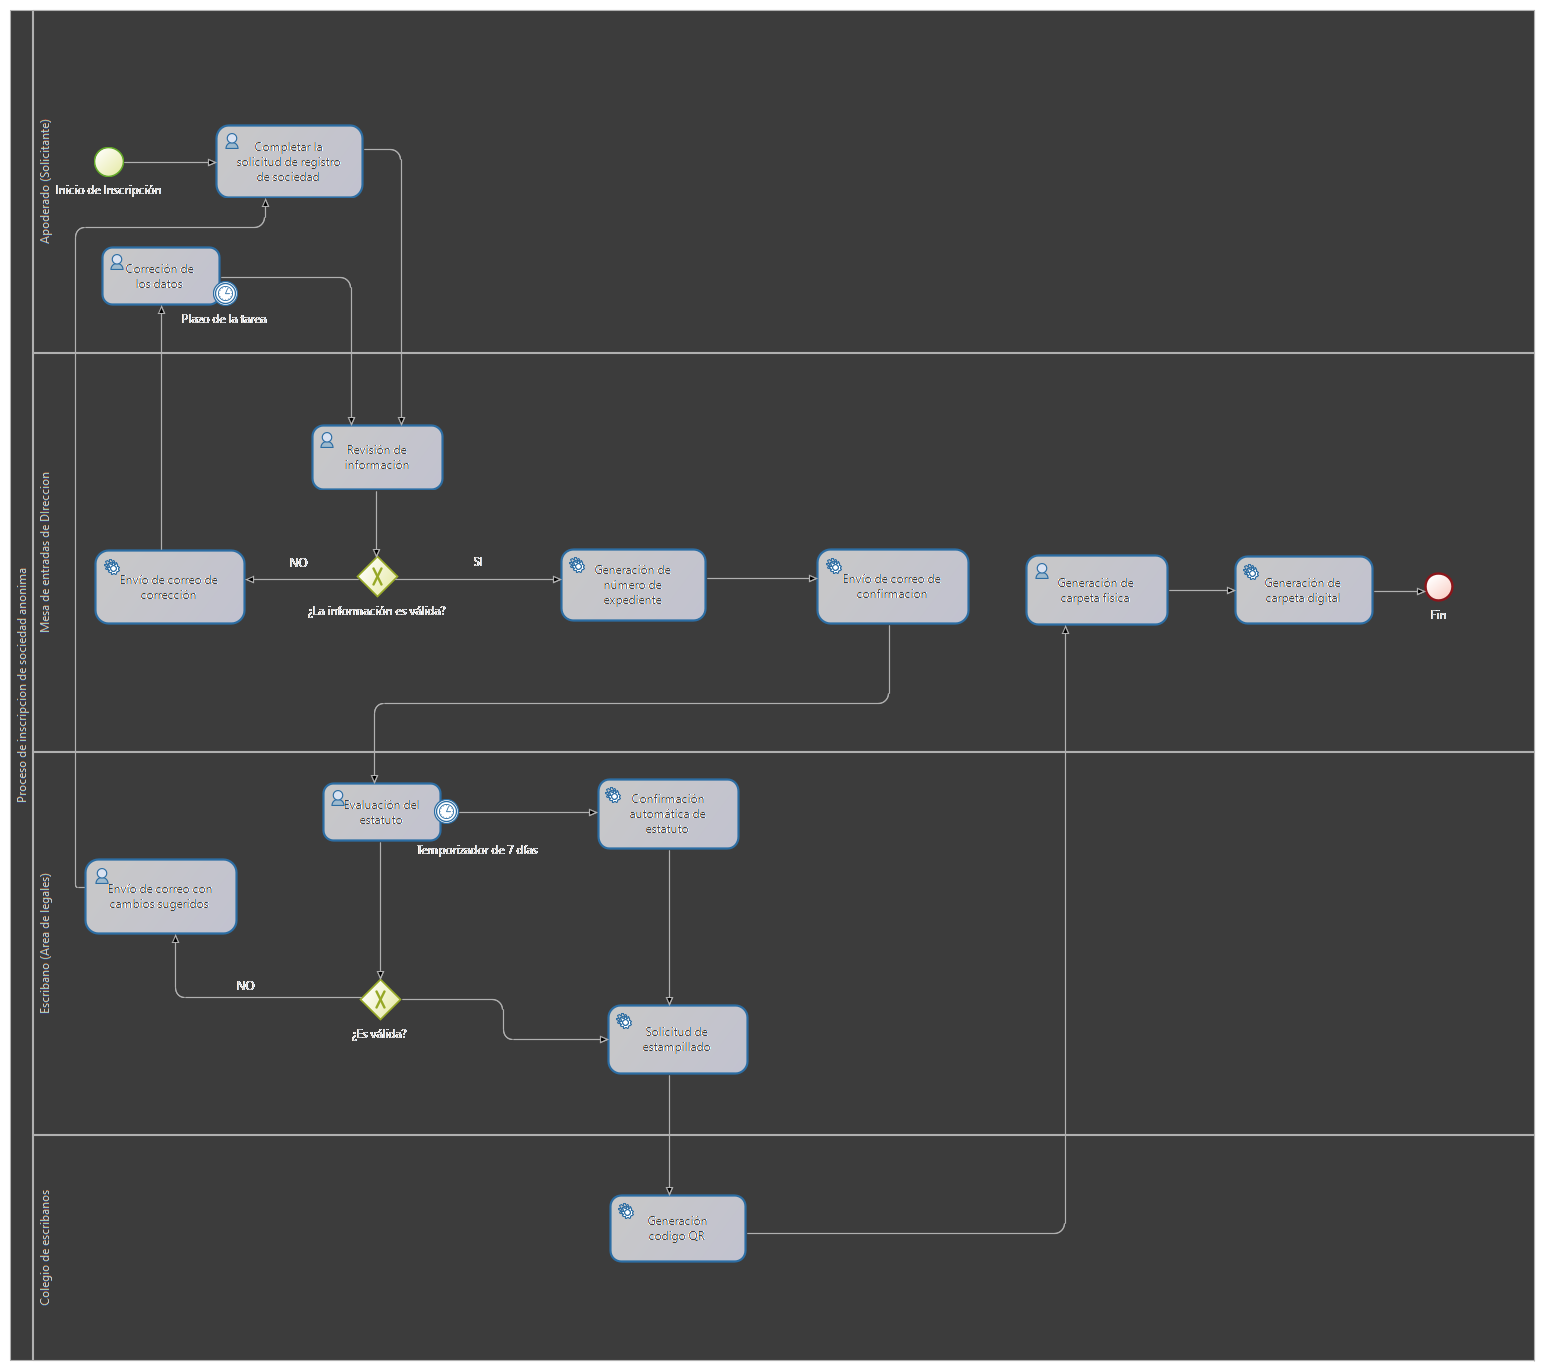 Proceso de inscripcion de sociedad anonima
Apoderado (Solicitante)
Inicio de Inscripción
Completar la
solicitud de registro
de sociedad
Correción de
los datos
Plazo de la tarea
Mesa de entradas de DIreccion
Revisión de
información
NO
SI
¿La información es válida?
Envío de correo de
corrección
Generación de
número de
expediente
Envío de correo de
confirmacion
Generación de
carpeta física
Generación de
carpeta digital
Fin
Escribano (Area de legales)
Evaluación del
estatuto
Temporizador de 7 días
Confirmación
automática de
estatuto
Envío de correo con
cambios sugeridos
NO
¿Es válida?
Solicitud de
estampillado
Colegio de escribanos
Generación
codigo QR